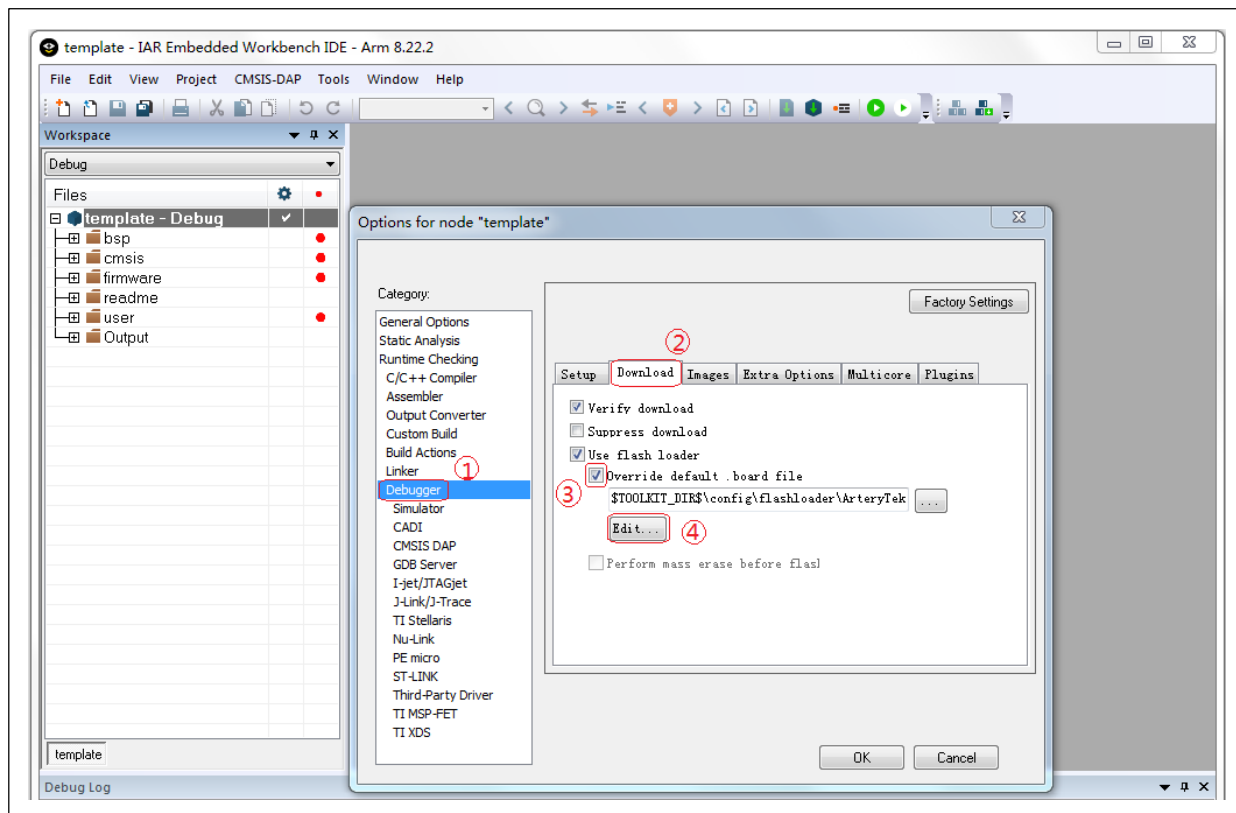 template - IAR Embedded Workbench IDE - Arm 8.22.2
File Edit View Project CMSIS-DAP Tools Window Help
Workspace
Debug
Files
template - Debug
bsp
cmsis
firmware
readme
user
Output
template
Debug Log
Options for node "template"
Category:
General Options
Static Analysis
Runtime Checking
C/C++ Compiler
Assembler
Output Converter
Custom Build
Build Actions
Linker
①
Debugger
Simulator
CADI
CMSIS DAP
GDB Server
I-jet/JTAGjet
J-Link/J-Trace
TI Stellaris
Nu-Link
PE micro
ST-LINK
Third-Party Driver
TI MSP-FET
TI XDS
Factory Settings
②
Setup Download Images Extra Options Multicore Plugins
Verify download
Suppress download
Use flash loader
Override default .board file
③
$TOOLKIT_DIR$\config\flashloader\ArteryTek ...
Edit... ④
Perform mass erase before flasl
OK Cancel